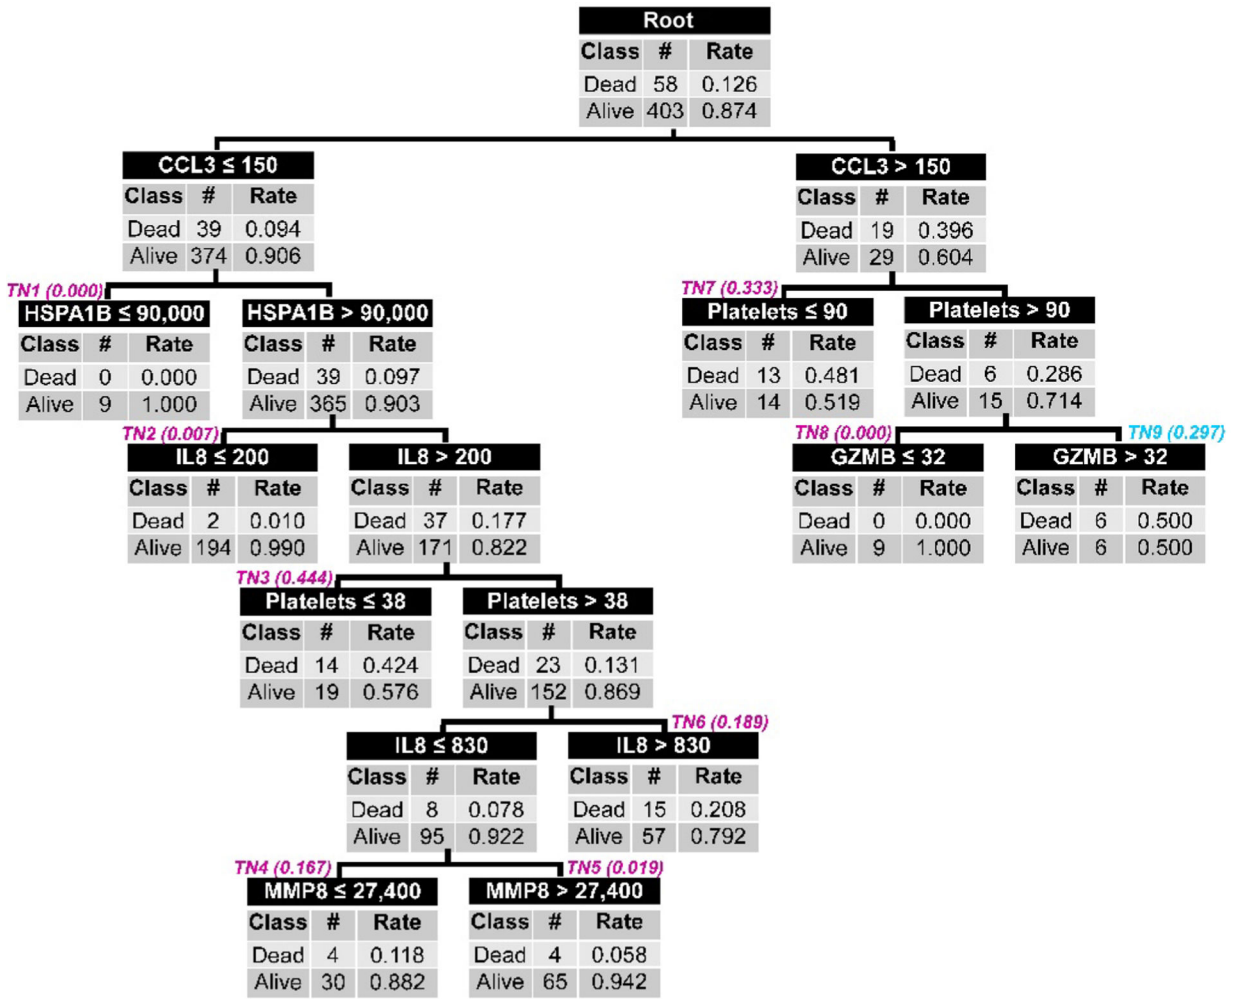 Root
Class # Rate
Dead 58 0.126
Alive 403 0.874
CCL3 ≤ 150
Class # Rate
Dead 39 0.094
Alive 374 0.906
CCL3 > 150
Class # Rate
Dead 19 0.396
Alive 29 0.604
TN1 (0.000)
HSPA1B ≤ 90,000
Class # Rate
Dead 0 0.000
Alive 9 1.000
HSPA1B > 90,000
Class # Rate
Dead 39 0.097
Alive 365 0.903
TN7 (0.333)
Platelets ≤ 90
Class # Rate
Dead 13 0.481
Alive 14 0.519
Platelets > 90
Class # Rate
Dead 6 0.286
Alive 15 0.714
TN2 (0.007)
IL8 ≤ 200
Class # Rate
Dead 2 0.010
Alive 194 0.990
IL8 > 200
Class # Rate
Dead 37 0.177
Alive 171 0.822
TN8 (0.000)
GZMB ≤ 32
Class # Rate
Dead 0 0.000
Alive 9 1.000
TN9 (0.297)
GZMB > 32
Class # Rate
Dead 6 0.500
Alive 6 0.500
TN3 (0.444)
Platelets ≤ 38
Class # Rate
Dead 14 0.424
Alive 19 0.576
Platelets > 38
Class # Rate
Dead 23 0.131
Alive 152 0.869
IL8 ≤ 830
Class # Rate
Dead 8 0.078
Alive 95 0.922
TN6 (0.189)
IL8 > 830
Class # Rate
Dead 15 0.208
Alive 57 0.792
TN4 (0.167)
MMP8 ≤ 27,400
Class # Rate
Dead 4 0.118
Alive 30 0.882
TN5 (0.019)
MMP8 > 27,400
Class # Rate
Dead 4 0.058
Alive 65 0.942